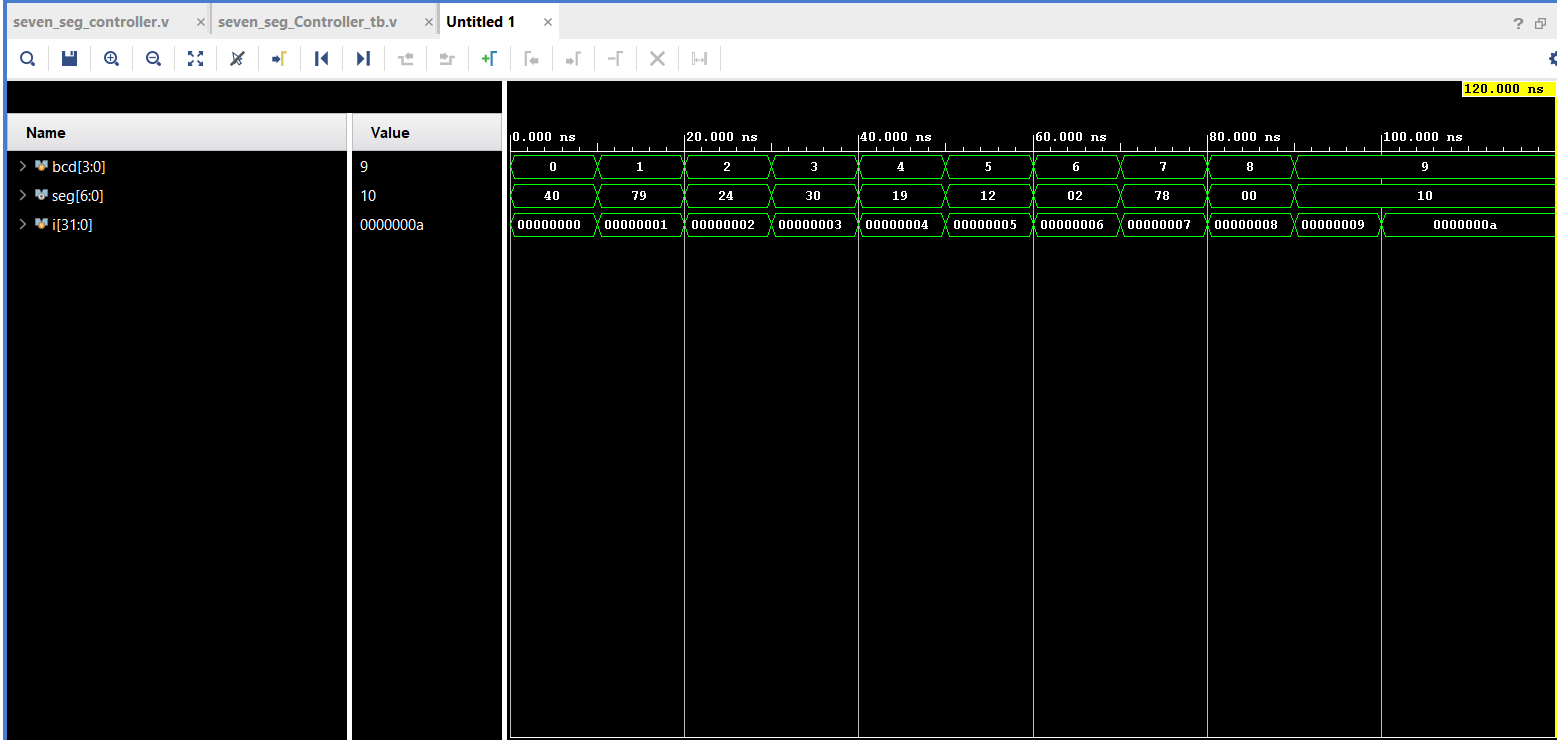 seven_seg_controller.v × seven_seg_Controller_tb.v × Untitled 1 × ?
120.000 ns
Name Value 0.000 ns 20.000 ns 40.000 ns 60.000 ns 80.000 ns 100.000 ns
bcd[3:0] 9 0 1 2 3 4 5 6 7 8 9
seg[6:0] 10 40 79 24 30 19 12 02 78 00 10
i[31:0] 0000000a 00000000 00000001 00000002 00000003 00000004 00000005 00000006 00000007 00000008 00000009 0000000a